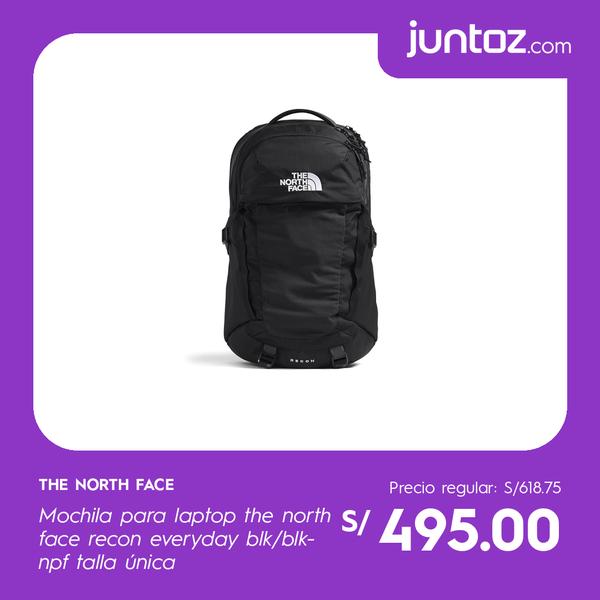 juntoz.com
THE
NORTH
FACE
RECON
THE NORTH FACE
Mochila para laptop the north
face recon everyday blk/blk-
npf talla única
Precio regular: S/618.75
S/ 495.00